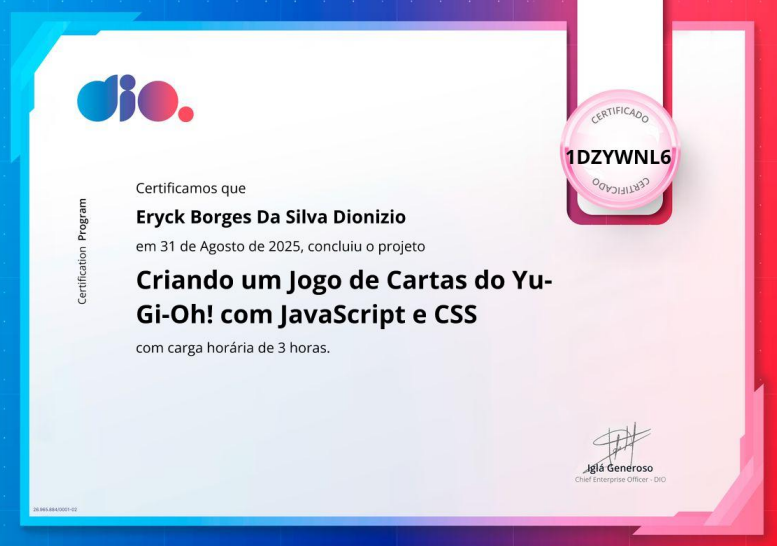 dio.
CERTIFICADO
1DZYWNL6
CERTIFICADO
Certification Program
Certificamos que
Eryck Borges Da Silva Dionizio
em 31 de Agosto de 2025, concluiu o projeto
Criando um Jogo de Cartas do Yu-
Gi-Oh! com JavaScript e CSS
com carga horária de 3 horas.
Iglá Generoso
Chief Enterprise Officer - DIO